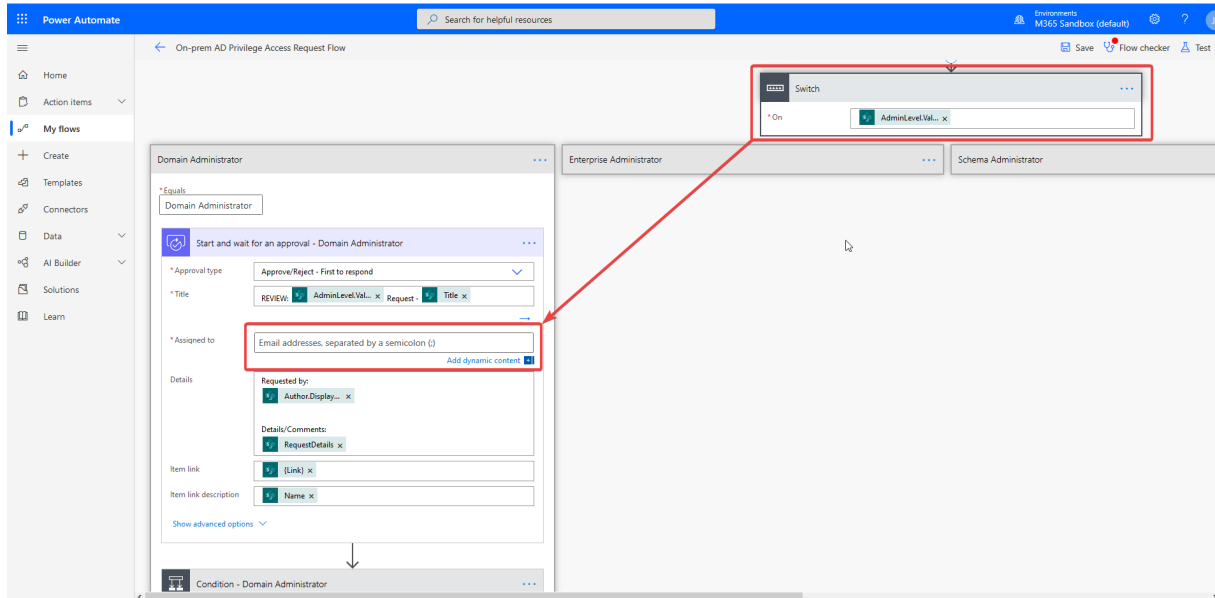 Power Automate
Search for helpful resources
Environments
M365 Sandbox (default)
?
On-prem AD Privilege Access Request Flow
Save
Flow checker
Test
Home
Action items
My flows
Create
Templates
Connectors
Data
AI Builder
Solutions
Learn
Switch
* On
AdminLevel.Val... x
Domain Administrator
Enterprise Administrator
Schema Administrator
* Equals
Domain Administrator
Start and wait for an approval - Domain Administrator
* Approval type
Approve/Reject - First to respond
* Title
REVIEW: AdminLevel.Val... x Request - Title x
* Assigned to
Email addresses, separated by a semicolon (;)
Add dynamic content
Details
Requested by:
Author.Display... x
Details/Comments:
RequestDetails x
Item link
{Link} x
Item link description
Name x
Show advanced options
Condition - Domain Administrator